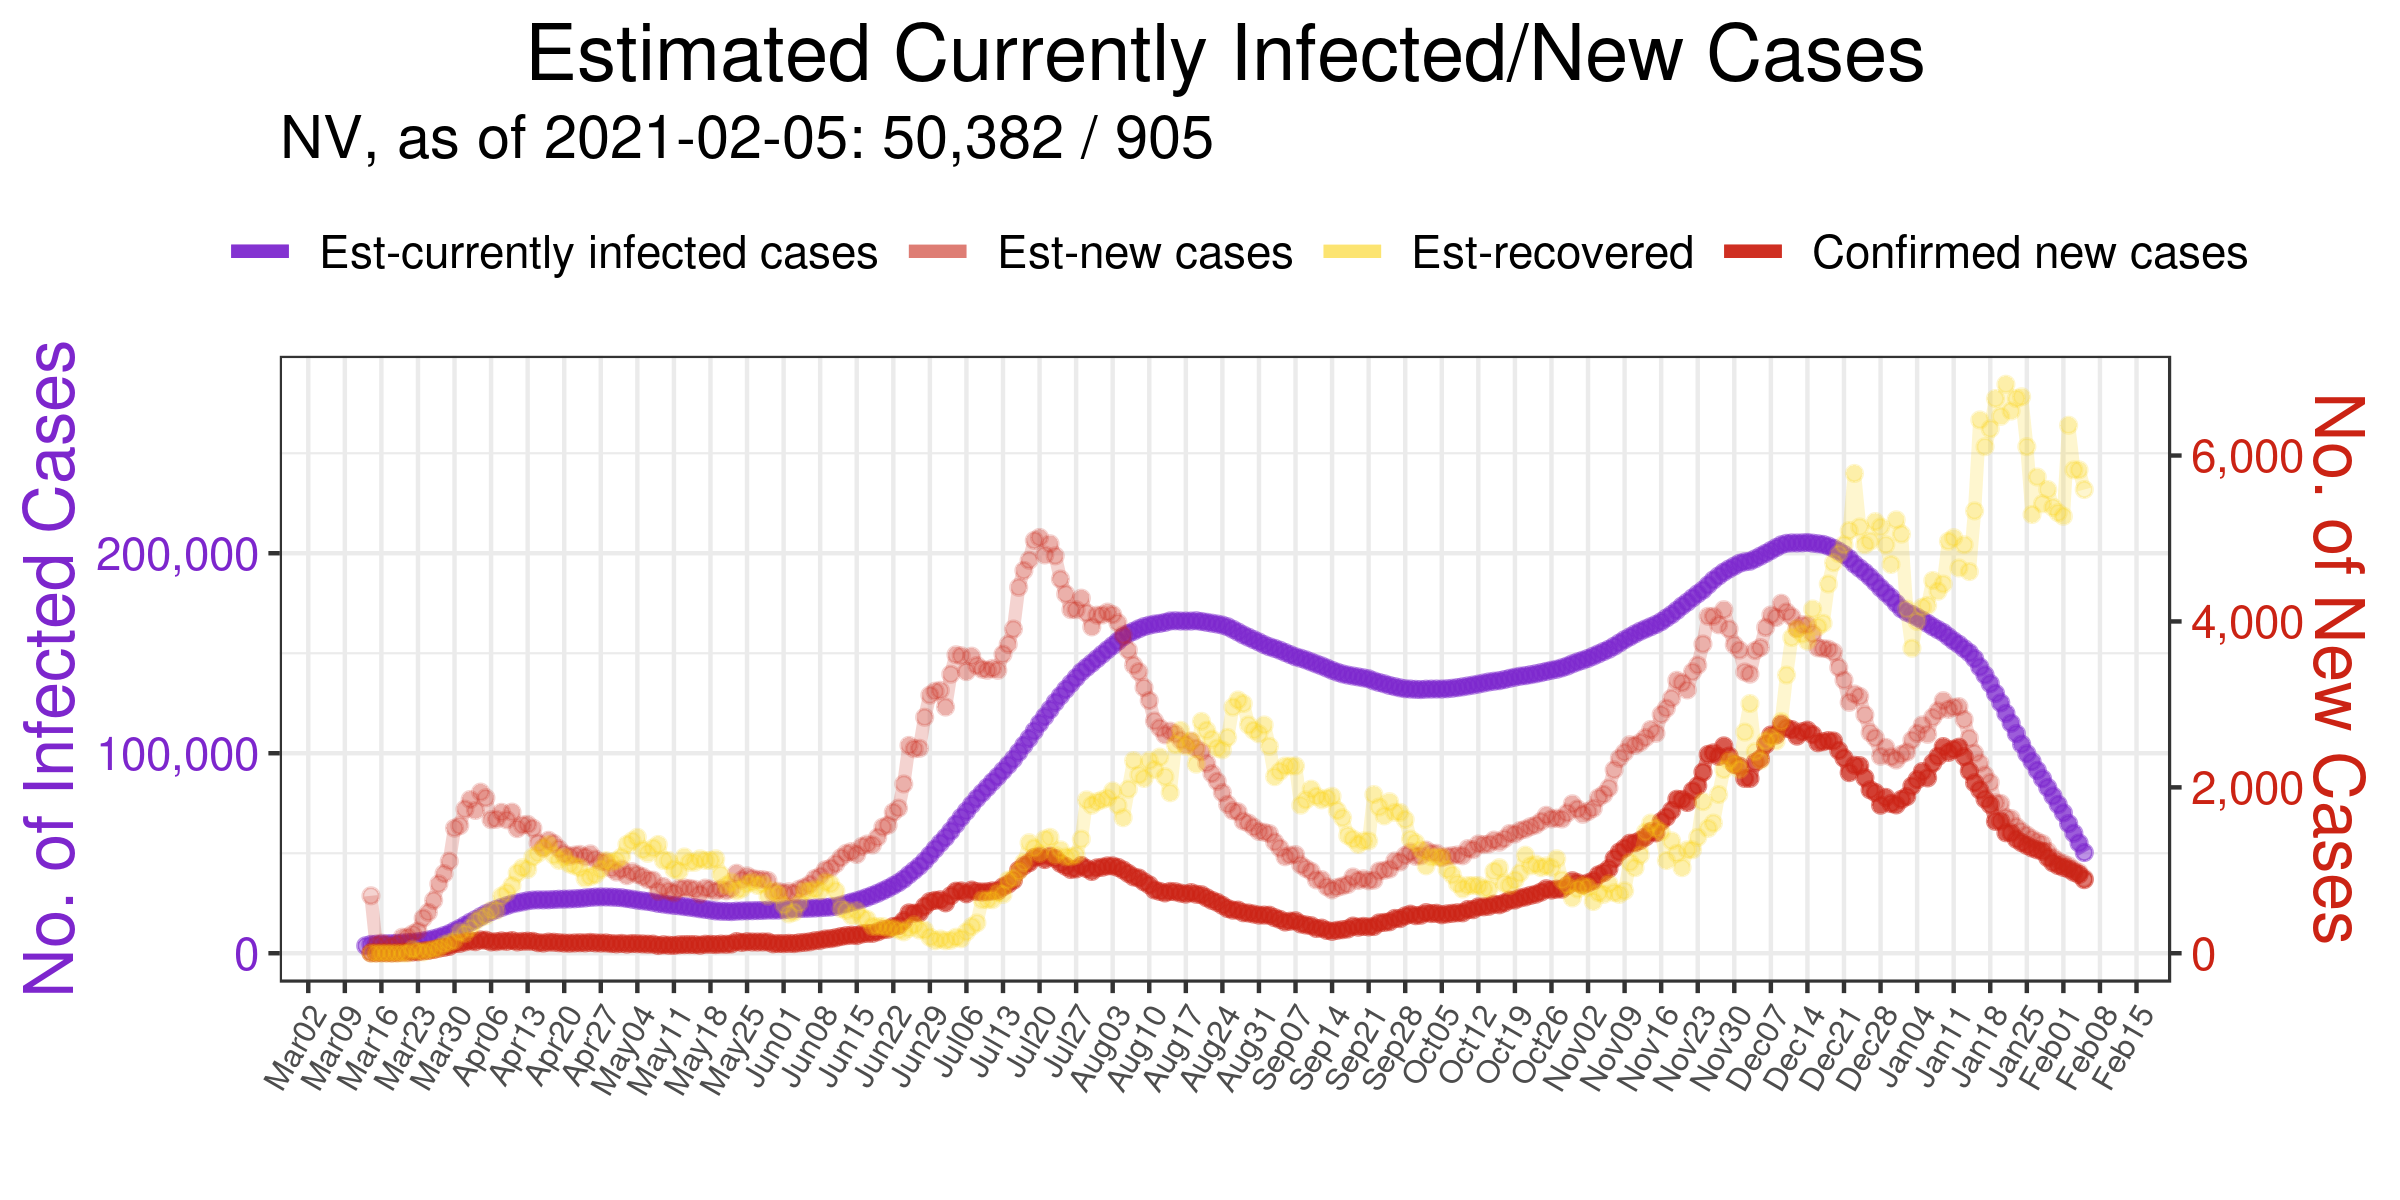 Estimated Currently Infected/New Cases
NV, as of 2021-02-05: 50,382 / 905
Est-currently infected cases Est-new cases Est-recovered Confirmed new cases
No. of Infected Cases
200,000
100,000
0
6,000
4,000
2,000
0
No. of New Cases
Mar02 Mar09 Mar16 Mar23 Mar30 Apr06 Apr13 Apr20 Apr27 May04 May11 May18 May25 Jun01 Jun08 Jun15 Jun22 Jun29 Jul06 Jul13 Jul20 Jul27 Aug03 Aug10 Aug17 Aug24 Aug31 Sep07 Sep14 Sep21 Sep28 Oct05 Oct12 Oct19 Oct26 Nov02 Nov09 Nov16 Nov23 Nov30 Dec07 Dec14 Dec21 Dec28 Jan04 Jan11 Jan18 Jan25 Feb01 Feb08 Feb15